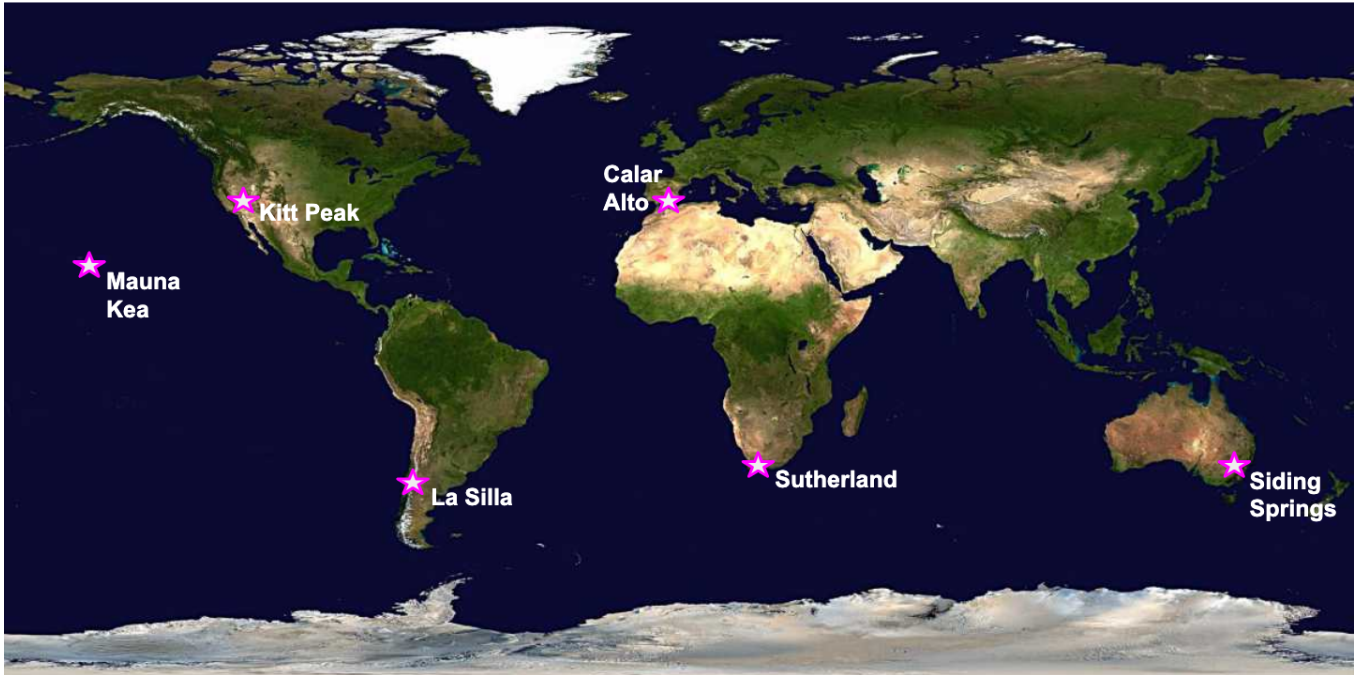 Calar
Alto
Kitt Peak
Mauna
Kea
Sutherland
La Silla
Siding
Springs